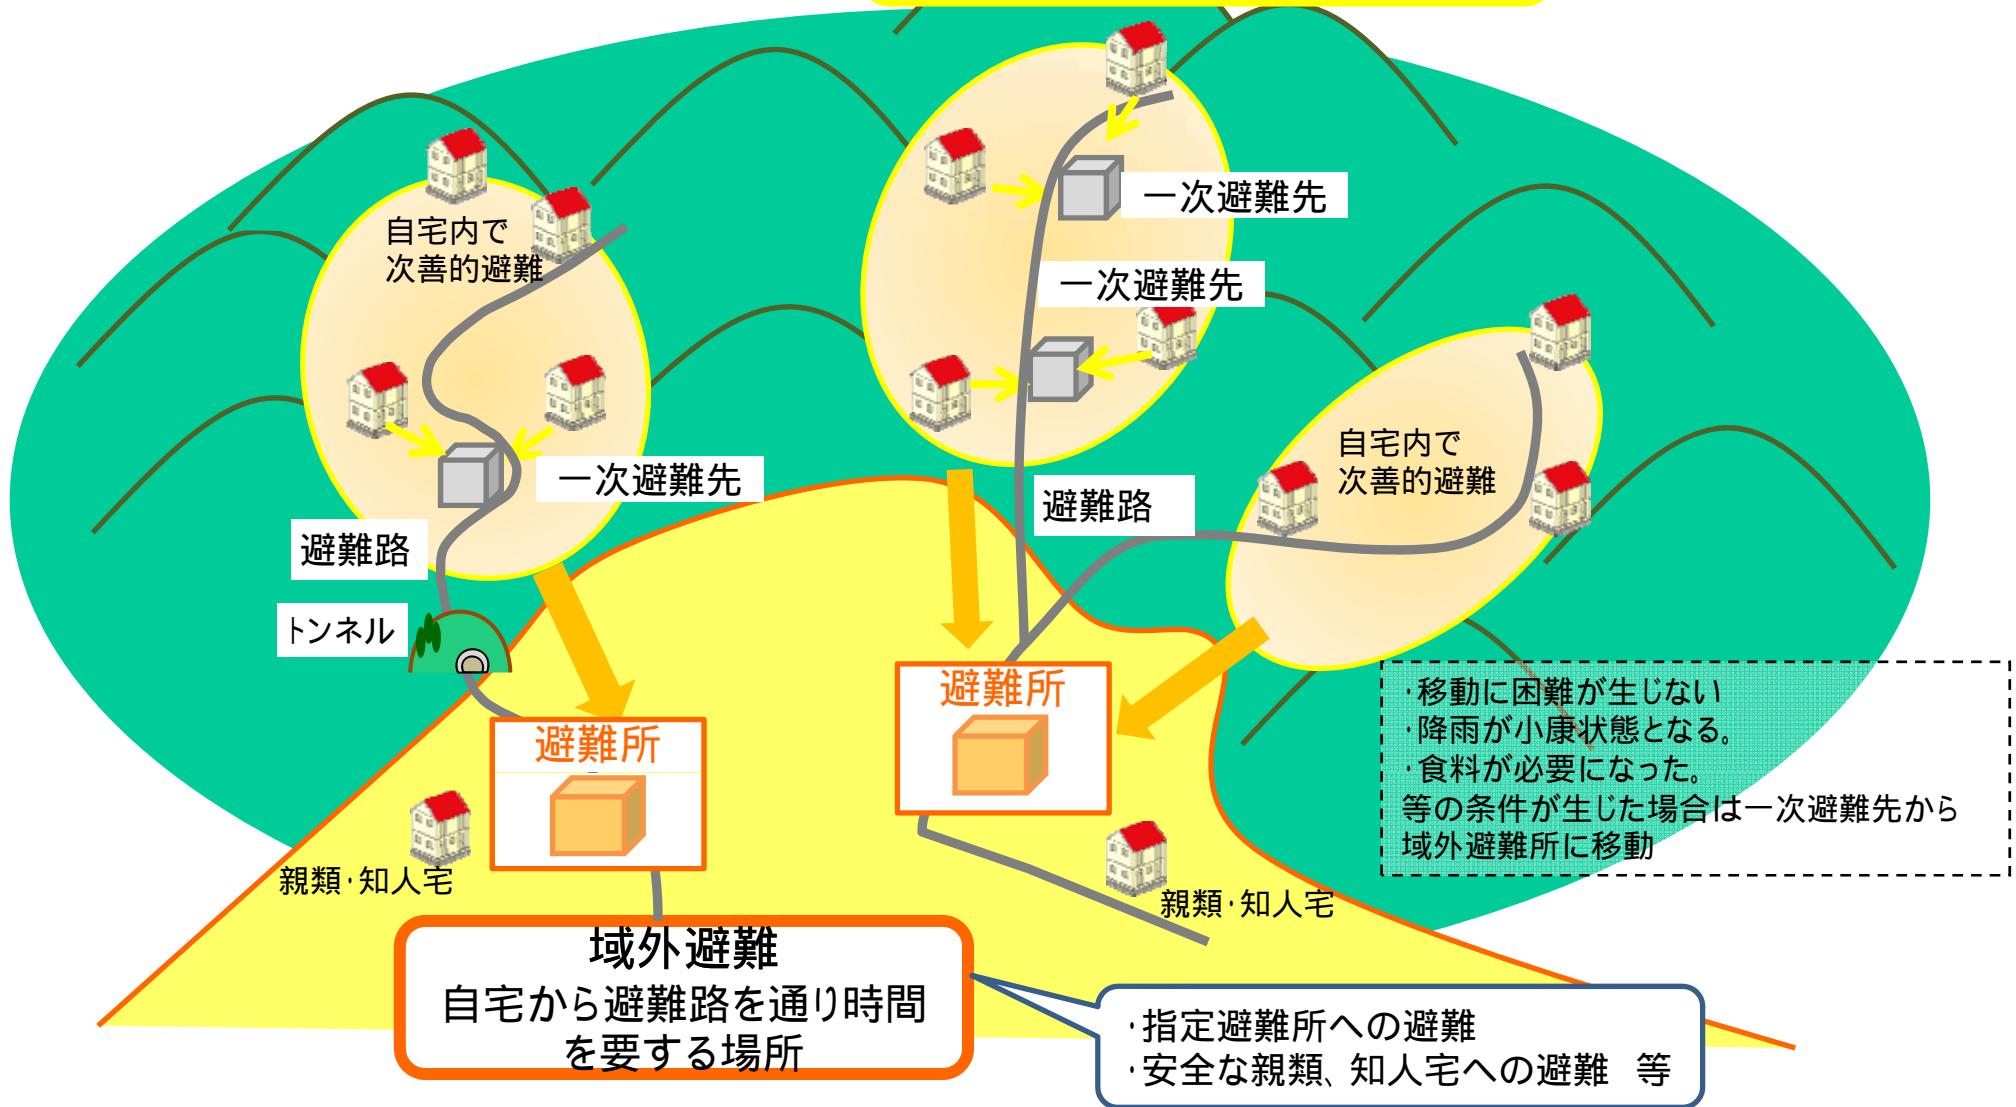 自宅内で
次善的避難
一次避難先
一次避難先
自宅内で
次善的避難
一次避難先
避難路
避難路
トンネル
避難所
避難所
・移動に困難が生じない
・降雨が小康状態となる。
・食料が必要になった。
等の条件が生じた場合は一次避難先から
域外避難所に移動
親類・知人宅
親類・知人宅
域外避難
自宅から避難路を通り時間
を要する場所
・指定避難所への避難
・安全な親類、知人宅への避難　等